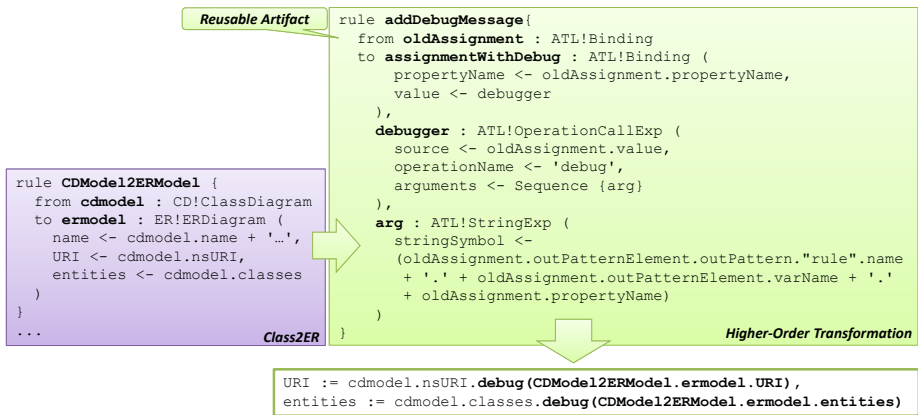 Reusable Artifact
rule addDebugMessage{
from oldAssignment : ATL!Binding
to assignmentWithDebug : ATL!Binding (
propertyName <- oldAssignment.propertyName,
value <- debugger
),
debugger : ATL!OperationCallExp (
source <- oldAssignment.value,
operationName <- 'debug',
arguments <- Sequence {arg}
),
arg : ATL!StringExp (
stringSymbol <-
(oldAssignment.outPatternElement.outPattern."rule".name
+ '.' + oldAssignment.outPatternElement.varName + '.'
+ oldAssignment.propertyName)
)
}
Higher-Order Transformation
rule CDModel2ERModel {
from cdmodel : CD!ClassDiagram
to ermodel : ER!ERDiagram (
name <- cdmodel.name + '…',
URI <- cdmodel.nsURI,
entities <- cdmodel.classes
)
}
...
Class2ER
URI := cdmodel.nsURI.debug(CDModel2ERModel.ermodel.URI),
entities := cdmodel.classes.debug(CDModel2ERModel.ermodel.entities)